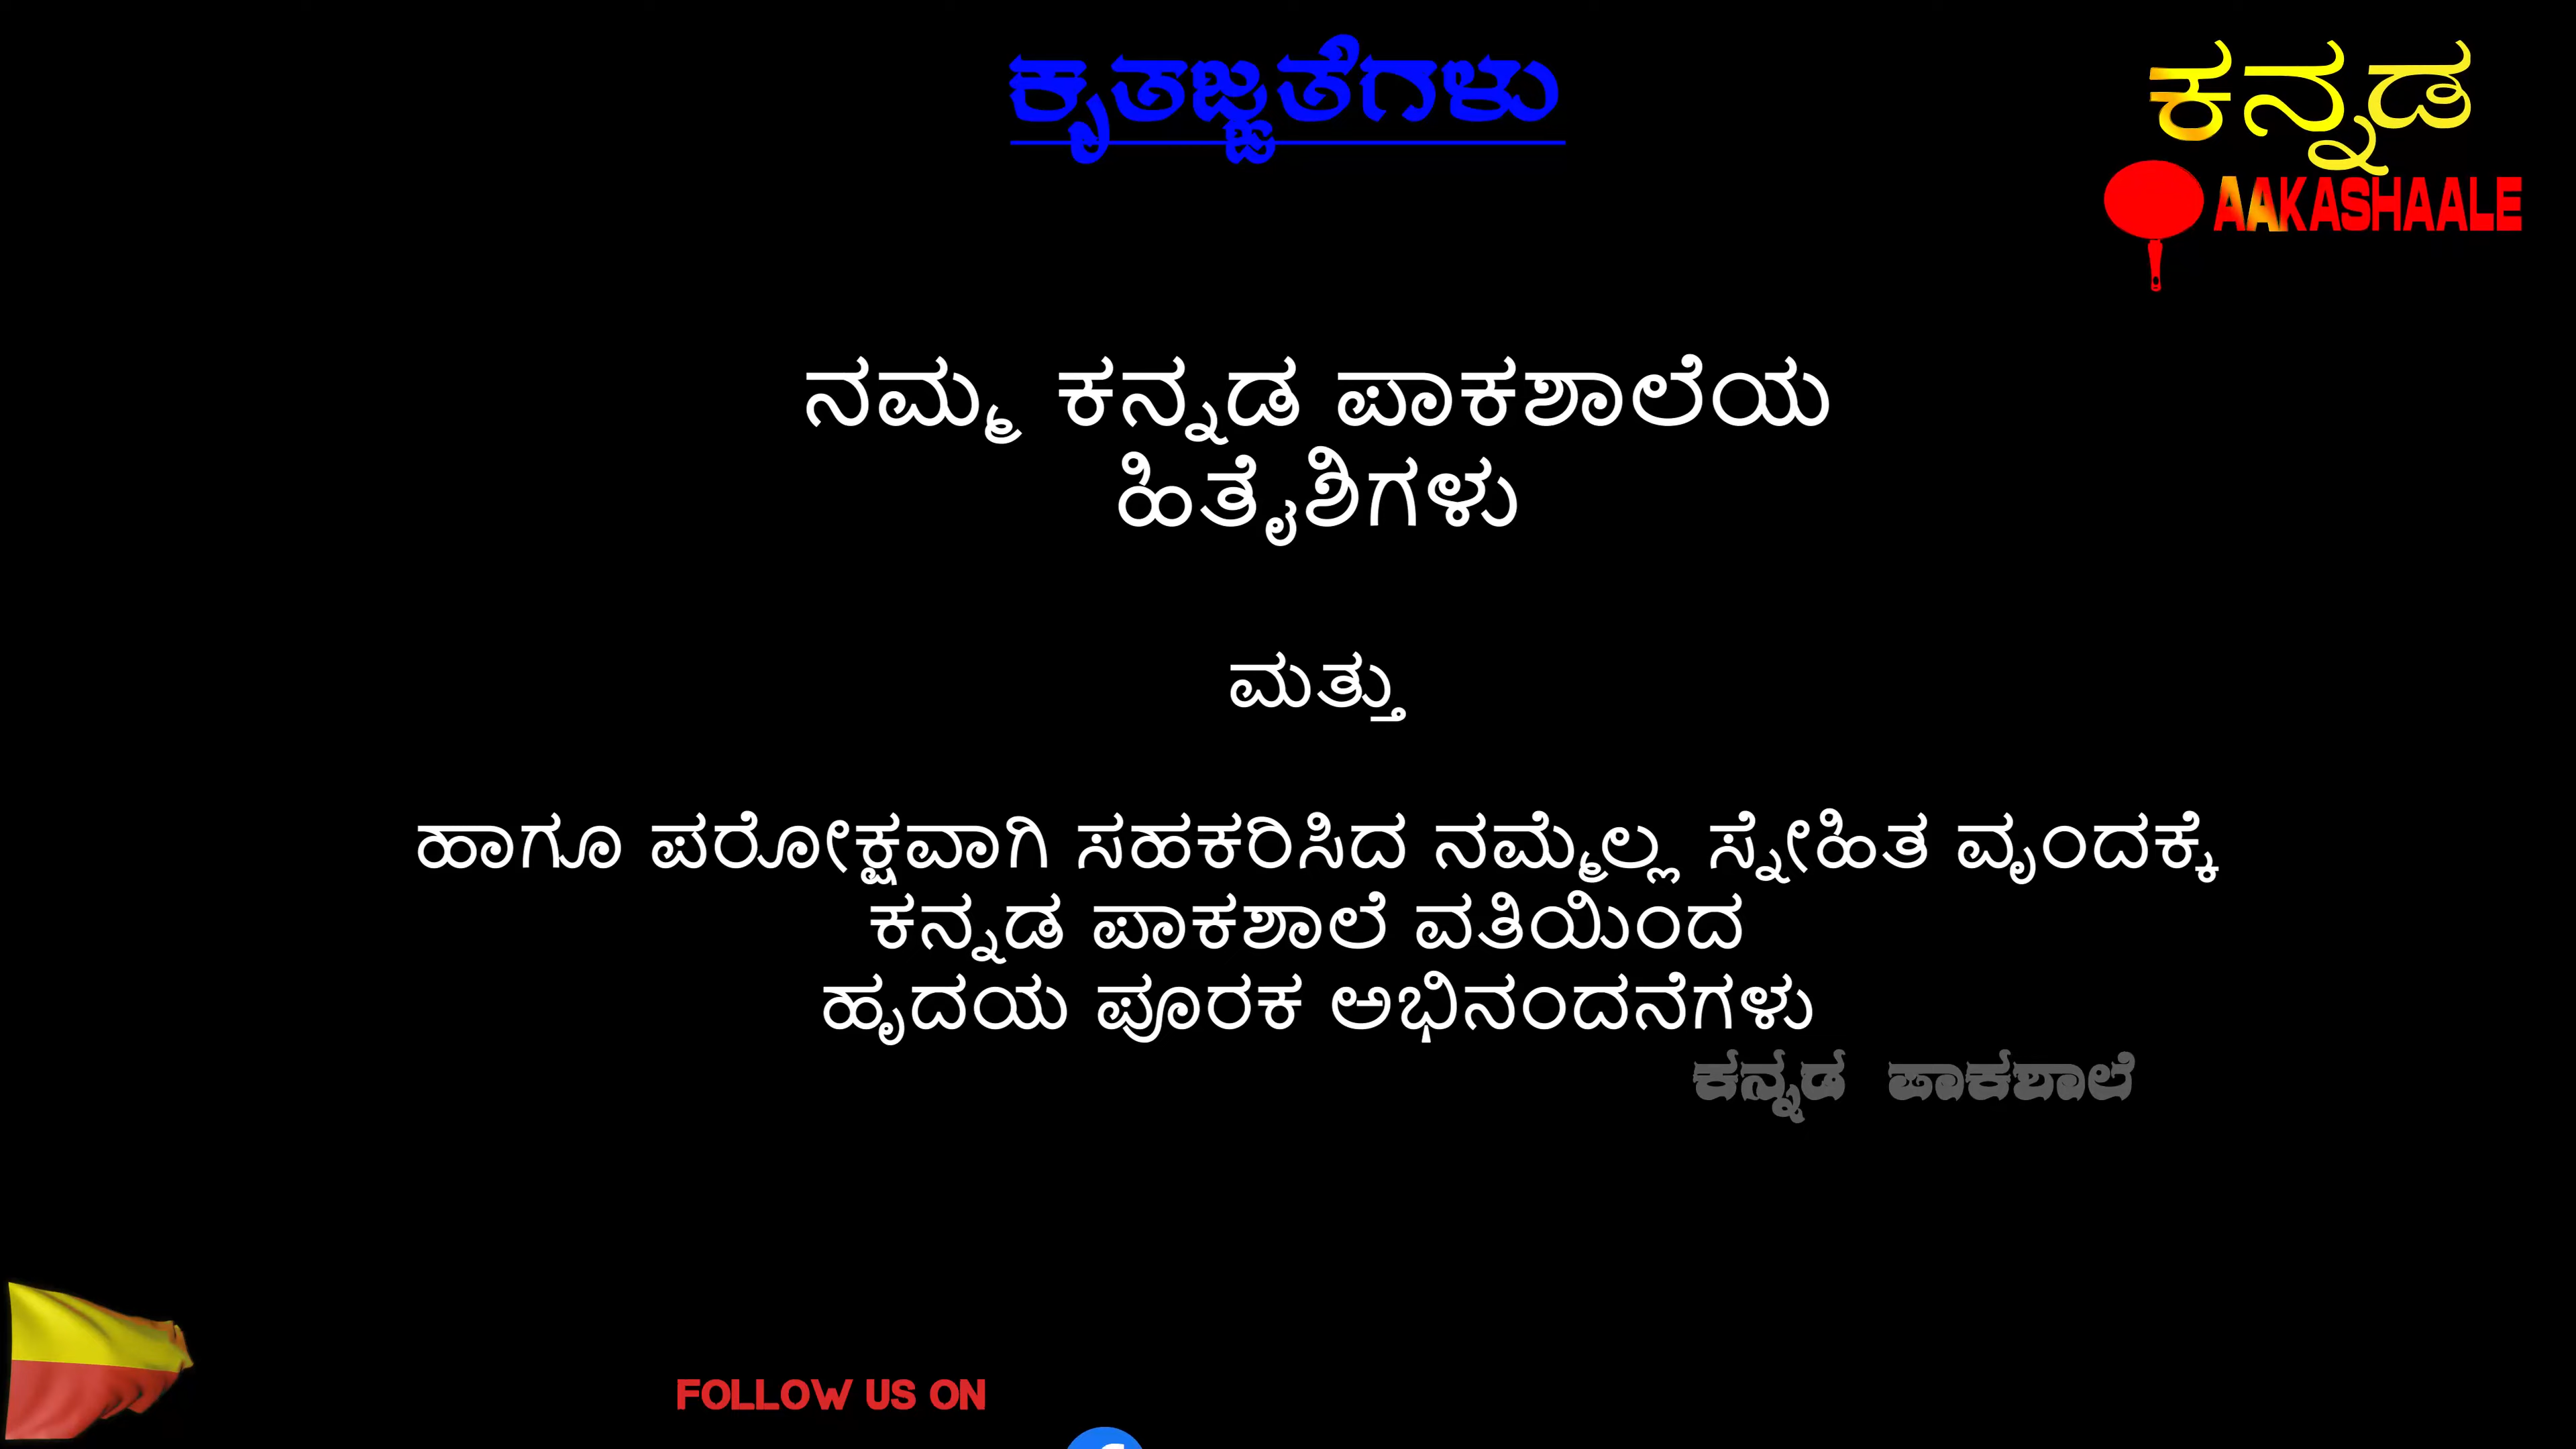 ಕೃತಜ್ಞತೆಗಳು
ಕನ್ನಡ
AAKASHAALE
ನಮ್ಮ ಕನ್ನಡ ಪಾಕಶಾಲೆಯ
ಹಿತೈಶಿಗಳು
ಮತ್ತು
ಹಾಗೂ ಪರೋಕ್ಷವಾಗಿ ಸಹಕರಿಸಿದ ನಮ್ಮೆಲ್ಲ ಸ್ನೇಹಿತ ವೃಂದಕ್ಕೆ
ಕನ್ನಡ ಪಾಕಶಾಲೆ ವತಿಯಿಂದ
ಹೃದಯ ಪೂರಕ ಅಭಿನಂದನೆಗಳು
ಕನ್ನಡ ಪಾಕಶಾಲೆ
FOLLOW US ON